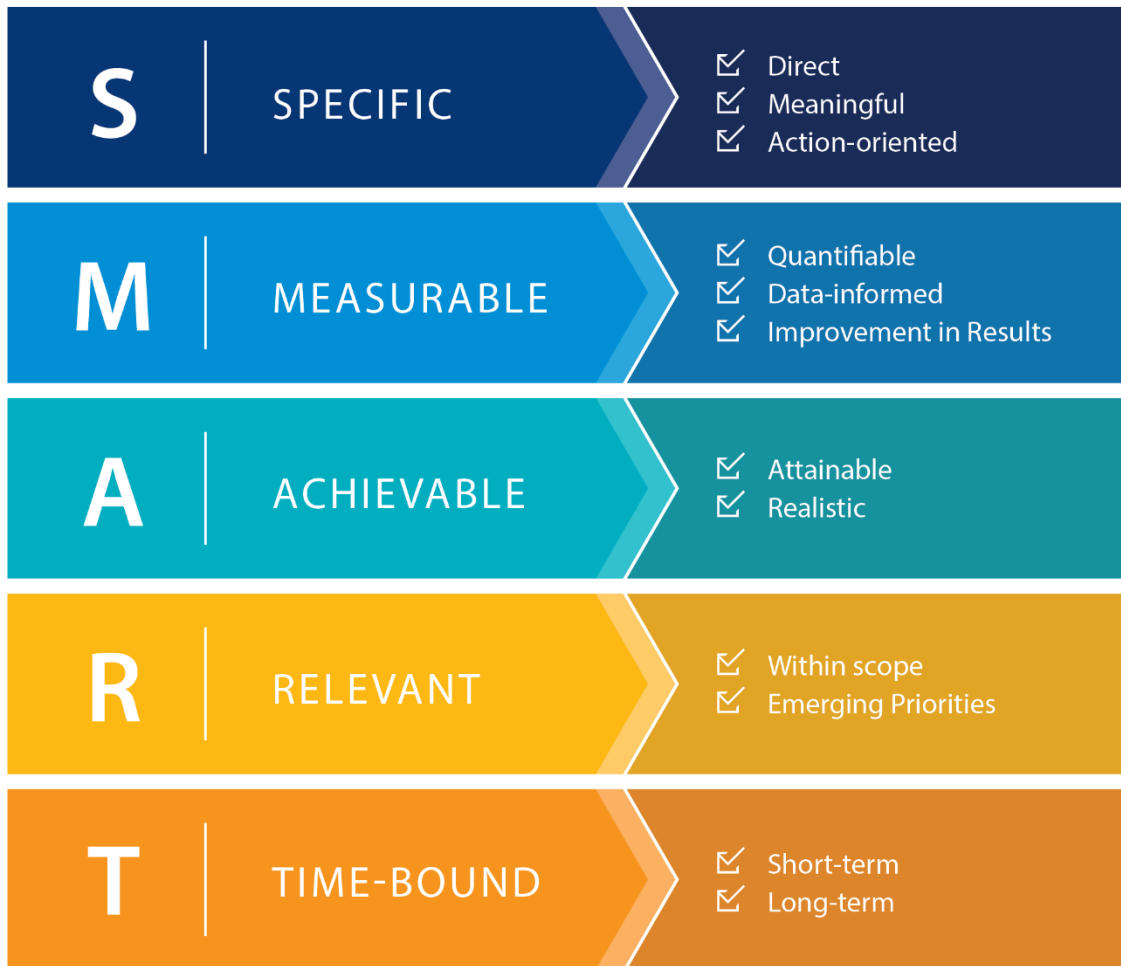 S
SPECIFIC
Direct
Meaningful
Action-oriented
M
MEASURABLE
Quantifiable
Data-informed
Improvement in Results
A
ACHIEVABLE
Attainable
Realistic
R
RELEVANT
Within scope
Emerging Priorities
T
TIME-BOUND
Short-term
Long-term